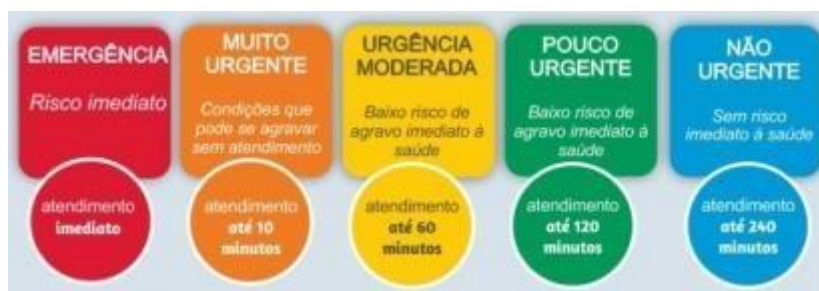 EMERGÊNCIA
Risco imediato
atendimento
imediato
MUITO
URGENTE
Condições que
pode se agravar
sem atendimento
atendimento
até 10
minutos
URGÊNCIA
MODERADA
Baixo risco de
agravo imediato à
saúde
atendimento
até 60
minutos
POUCO
URGENTE
Baixo risco de
agravo imediato à
saúde
atendimento
até 120
minutos
NÃO
URGENTE
Sem risco
imediato à saúde
atendimento
até 240
minutos